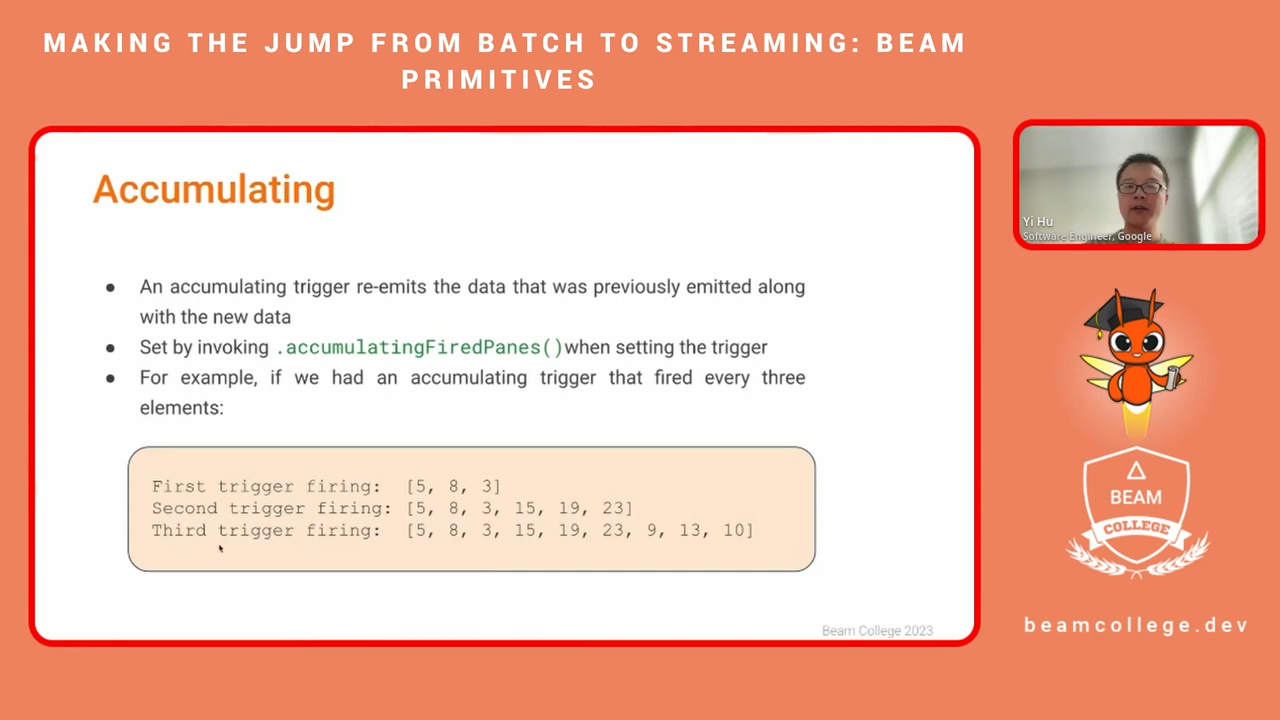 MAKING THE JUMP FROM BATCH TO STREAMING: BEAM
PRIMITIVES
Accumulating
● An accumulating trigger re-emits the data that was previously emitted along
with the new data
● Set by invoking .accumulatingFiredPanes()when setting the trigger
● For example, if we had an accumulating trigger that fired every three
elements:
First trigger firing: [5, 8, 3]
Second trigger firing: [5, 8, 3, 15, 19, 23]
Third trigger firing: [5, 8, 3, 15, 19, 23, 9, 13, 10]
Beam College 2023
Yi Hu
Software Engineer, Google
BEAM
COLLEGE
beamcollege.dev